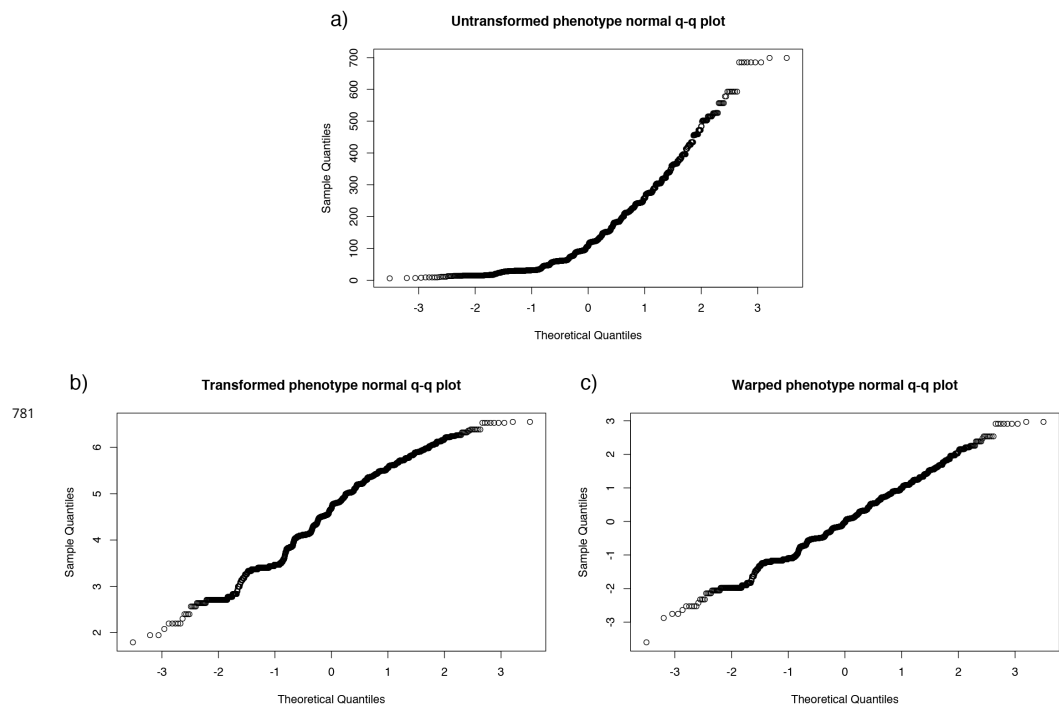 a)
Untransformed phenotype normal q-q plot
700
600
500
400
300
200
100
0
Sample Quantiles
-3 -2 -1 0 1 2 3
Theoretical Quantiles
b)
Transformed phenotype normal q-q plot
781
6
5
4
3
2
Sample Quantiles
-3 -2 -1 0 1 2 3
Theoretical Quantiles
c)
Warped phenotype normal q-q plot
3
2
1
0
-1
-2
-3
Sample Quantiles
-3 -2 -1 0 1 2 3
Theoretical Quantiles